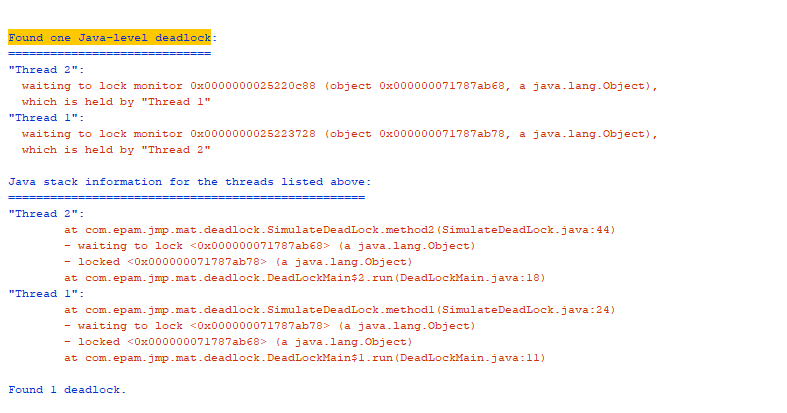 Found one Java-level deadlock:
=============================
"Thread 2":
  waiting to lock monitor 0x0000000025220c88 (object 0x000000071787ab68, a java.lang.Object),
  which is held by "Thread 1"
"Thread 1":
  waiting to lock monitor 0x0000000025223728 (object 0x000000071787ab78, a java.lang.Object),
  which is held by "Thread 2"

Java stack information for the threads listed above:
===================================================
"Thread 2":
        at com.epam.jmp.mat.deadlock.SimulateDeadLock.method2(SimulateDeadLock.java:44)
        - waiting to lock <0x000000071787ab68> (a java.lang.Object)
        - locked <0x000000071787ab78> (a java.lang.Object)
        at com.epam.jmp.mat.deadlock.DeadLockMain$2.run(DeadLockMain.java:18)
"Thread 1":
        at com.epam.jmp.mat.deadlock.SimulateDeadLock.method1(SimulateDeadLock.java:24)
        - waiting to lock <0x000000071787ab78> (a java.lang.Object)
        - locked <0x000000071787ab68> (a java.lang.Object)
        at com.epam.jmp.mat.deadlock.DeadLockMain$1.run(DeadLockMain.java:11)

Found 1 deadlock.